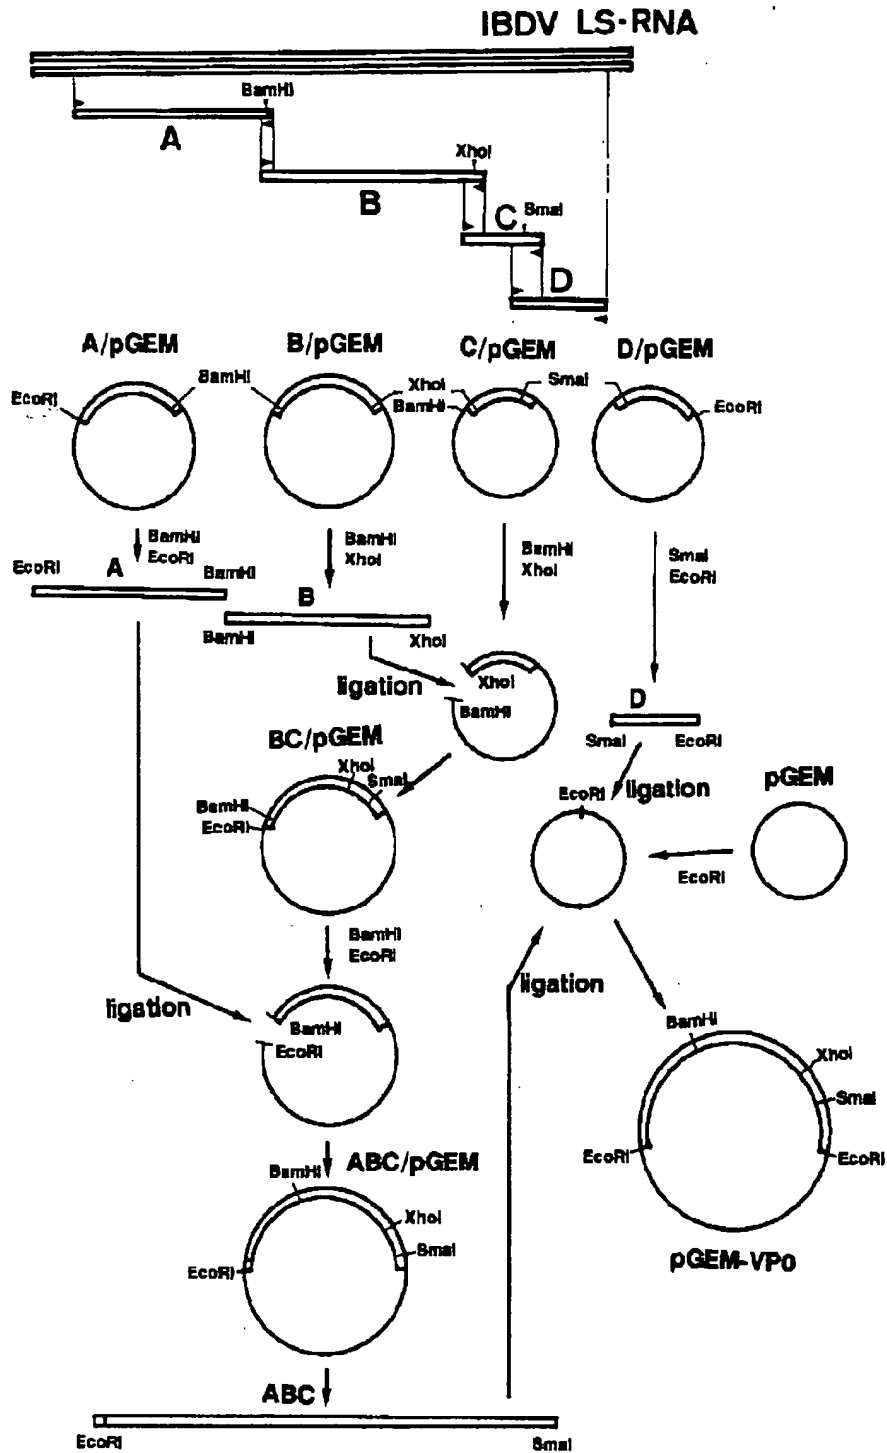 IBDV LS-RNA
BamHI
A
XhoI
B
C
SmaI
D
A/pGEM
B/pGEM
C/pGEM
D/pGEM
EcoRI
BamHI
XhoI
BamHI
SmaI
EcoRI
BamHI
EcoRI
BamHI
XhoI
BamHI
XhoI
SmaI
EcoRI
EcoRI
A
BamHI
B
BamHI
XhoI
ligation
XhoI
BamHI
D
SmaI
EcoRI
BC/pGEM
XhoI
SmaI
BamHI
EcoRI
EcoRI
ligation
pGEM
EcoRI
BamHI
EcoRI
ligation
BamHI
EcoRI
ligation
BamHI
XhoI
SmaI
EcoRI
EcoRI
pGEM-VP0
ABC/pGEM
BamHI
XhoI
SmaI
EcoRI
ABC
EcoRI
SmaI